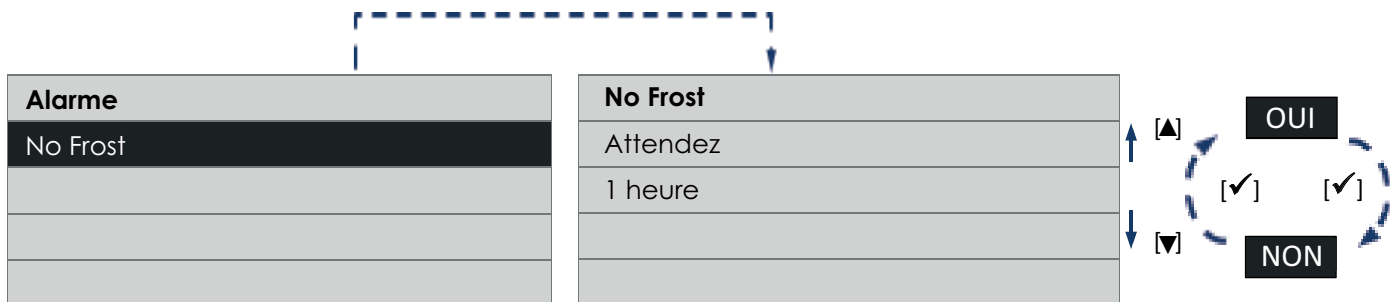 Alarme
No Frost
No Frost
Attendez
1 heure
[▲]
[▼]
OUI
[✔] [✔]
NON